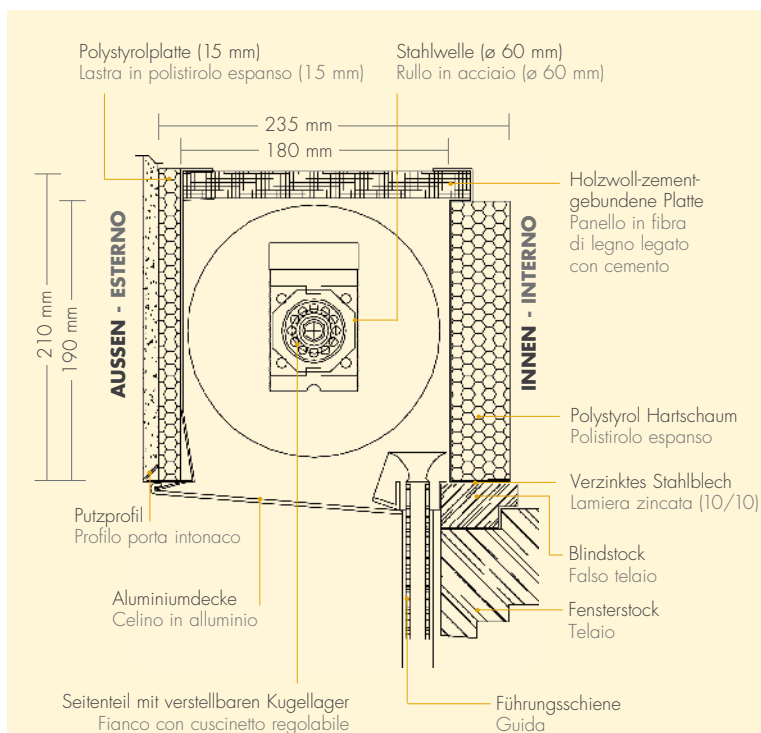 Polystyrolplatte (15 mm)
Lastra in polistirolo espanso (15 mm)
Stahlwelle (ø 60 mm)
Rullo in acciaio (ø 60 mm)
235 mm
180 mm
210 mm
190 mm
AUSSEN - ESTERNO
INNEN - INTERNO
Holzwoll-zement-
gebundene Platte
Panello in fibra
di legno legato
con cemento
Polystyrol Hartschaum
Polistirolo espanso
Verzinktes Stahlblech
Lamiera zincata (10/10)
Putzprofil
Profilo porta intonaco
Blindstock
Falso telaio
Aluminiumdecke
Celino in alluminio
Fensterstock
Telaio
Seitenteil mit verstellbaren Kugellager
Fianco con cuscinetto regolabile
Führungsschiene
Guida